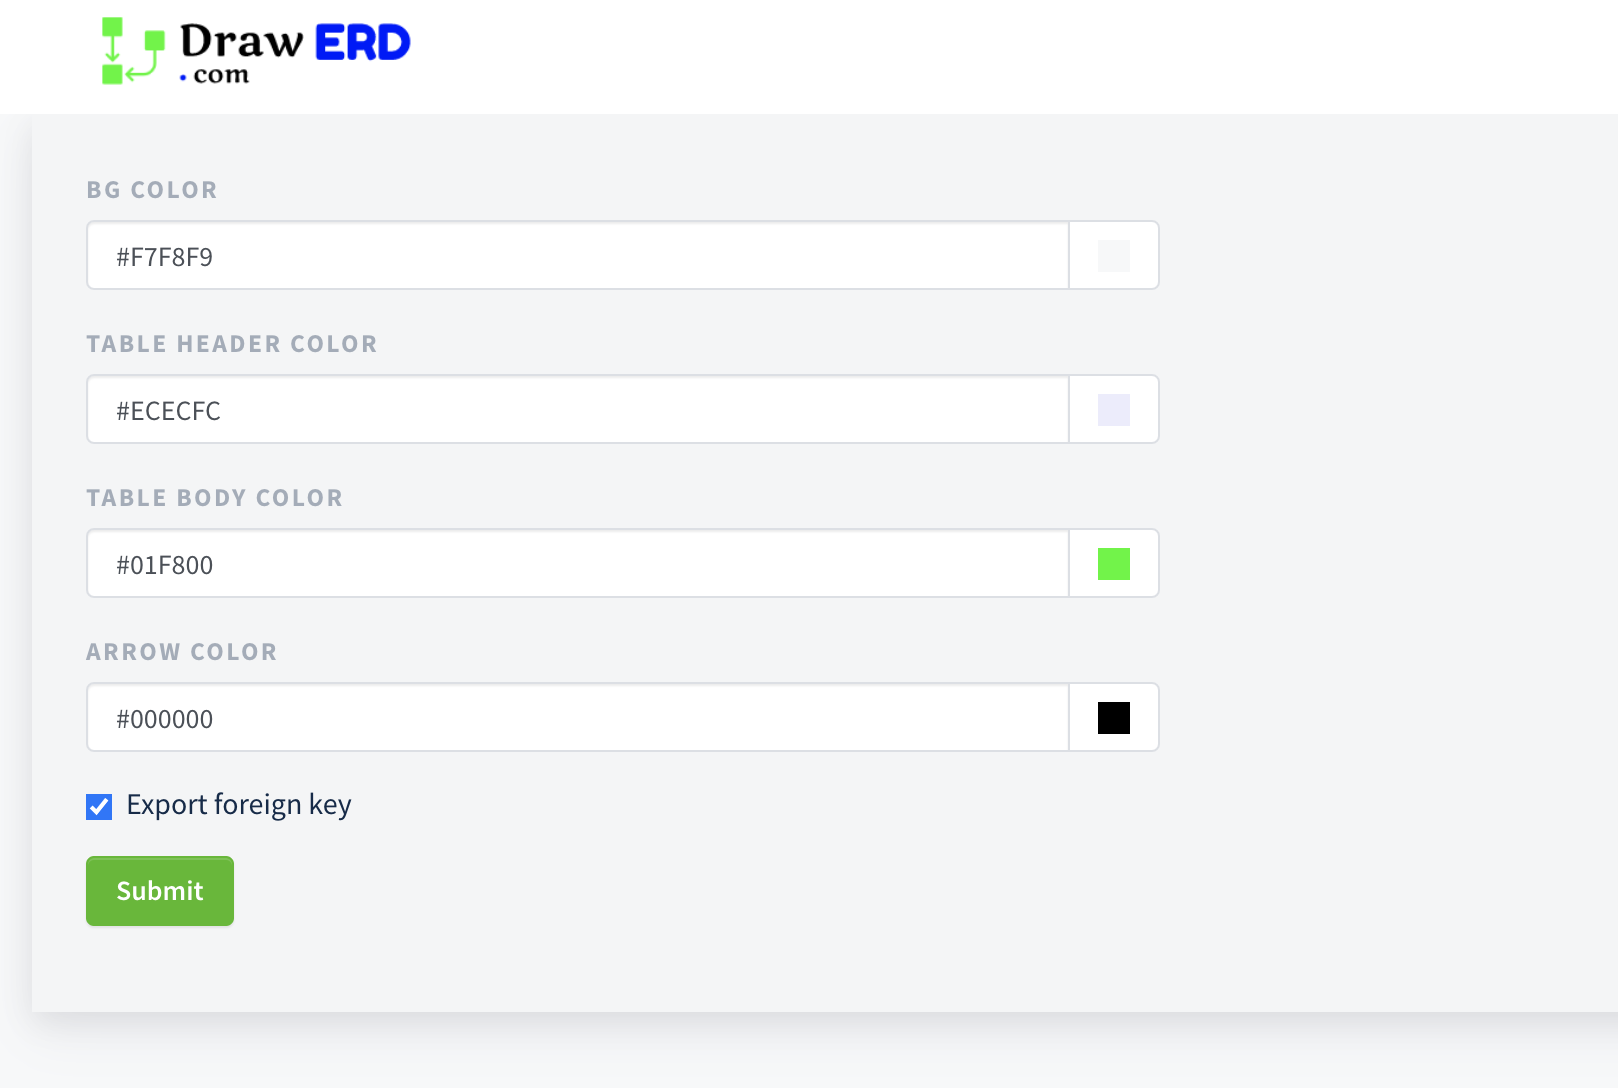 Draw ERD
.com
BG COLOR
#F7F8F9
TABLE HEADER COLOR
#ECECFC
TABLE BODY COLOR
#01F800
ARROW COLOR
#000000
Export foreign key
Submit